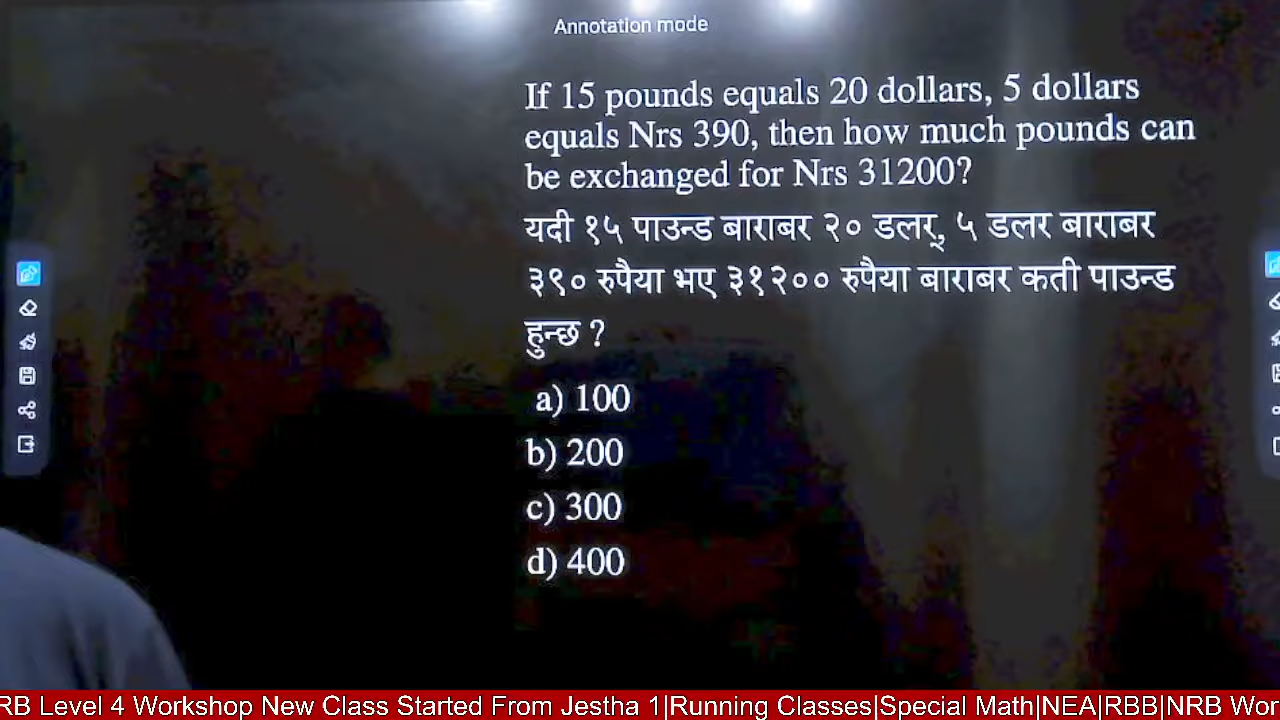 Annotation mode
If 15 pounds equals 20 dollars, 5 dollars
equals Nrs 390, then how much pounds can
be exchanged for Nrs 31200?
यदी १५ पाउन्ड बाराबर २० डलर्, ५ डलर बाराबर
३९० रुपैया भए ३१२०० रुपैया बाराबर कती पाउन्ड
हुन्छ ?
a) 100
b) 200
c) 300
d) 400
RB Level 4 Workshop New Class Started From Jestha 1|Running Classes|Special Math|NEA|RBB|NRB Wor